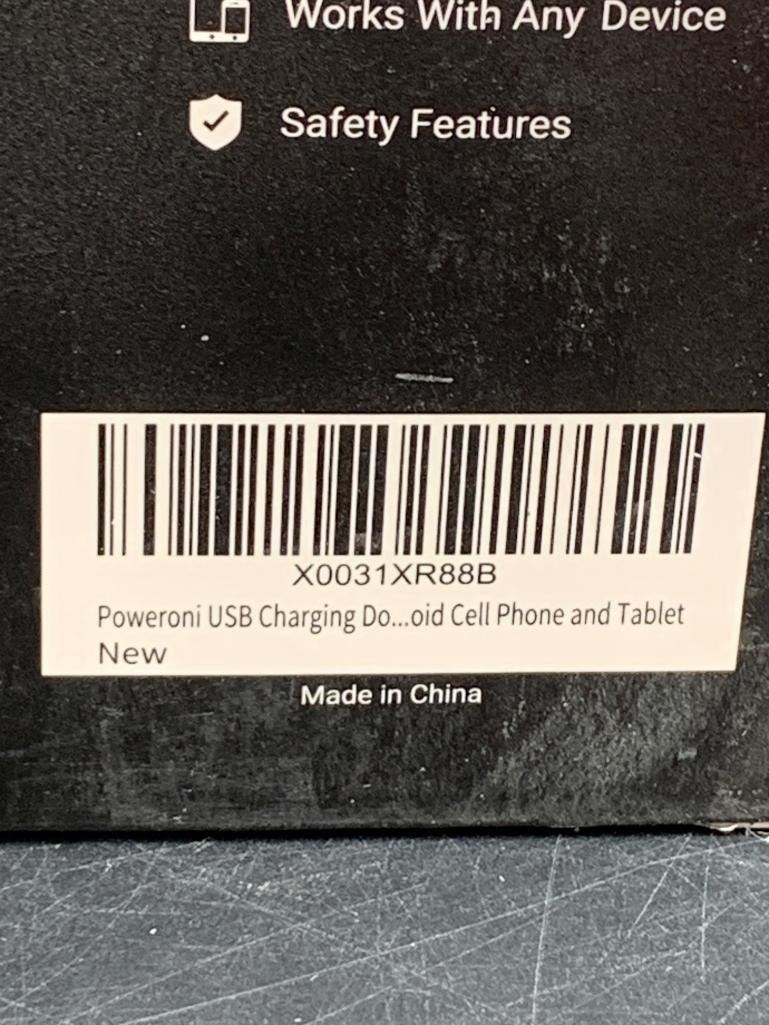 Works With Any Device
Safety Features
X0031XR88B
Poweroni USB Charging Do...oid Cell Phone and Tablet
New
Made in China